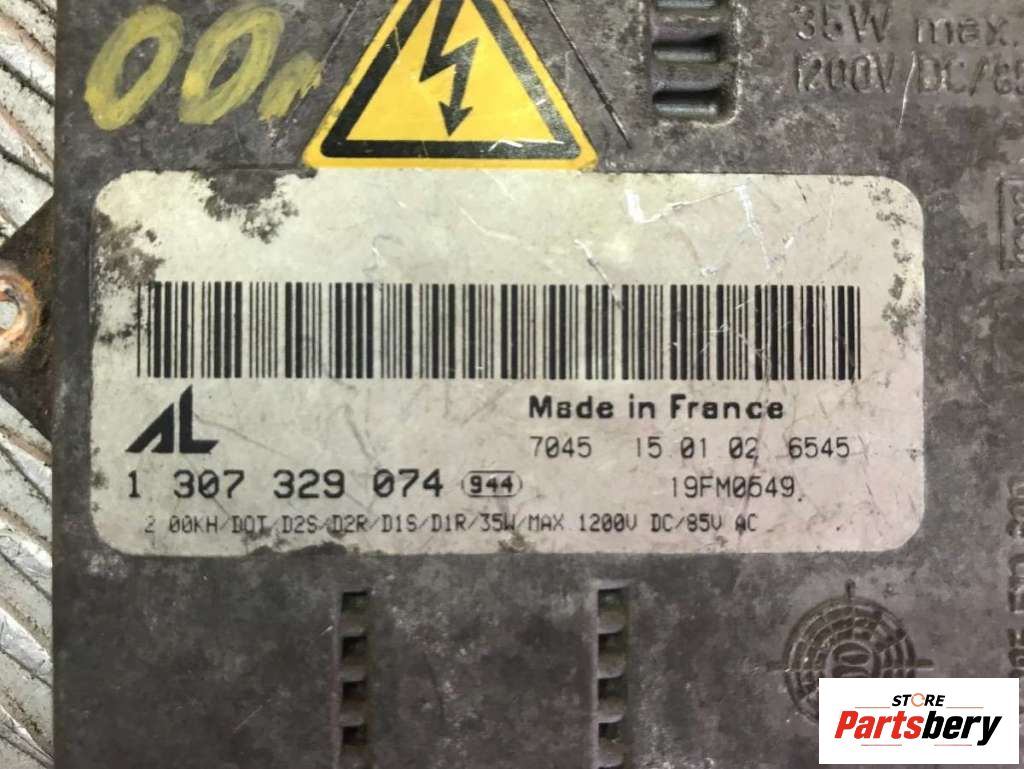 00
35W max.
1200V DC/85
Made in France
7045 15 01 02 6545
AL
1 307 329 074 944 19FM0649
2 00KH/DOT/D2S/D2R/D1S/D1R/35W/MAX 1200V DC/85V AC
STORE
Partsbery